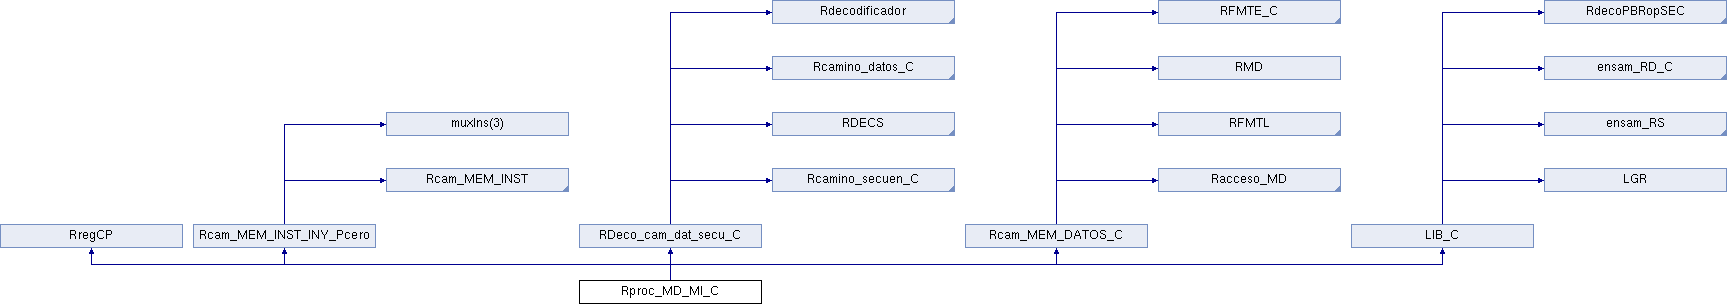 Rdecodificador
RFMTE_C
RdecoPBRopSEC
Rcamino_datos_C
RMD
ensam_RD_C
muxIns(3)
RDECS
RFMTL
ensam_RS
Rcam_MEM_INST
Rcamino_secuen_C
Racceso_MD
LGR
RregCP
Rcam_MEM_INST_INY_Pcero
RDeco_cam_dat_secu_C
Rcam_MEM_DATOS_C
LIB_C
Rproc_MD_MI_C